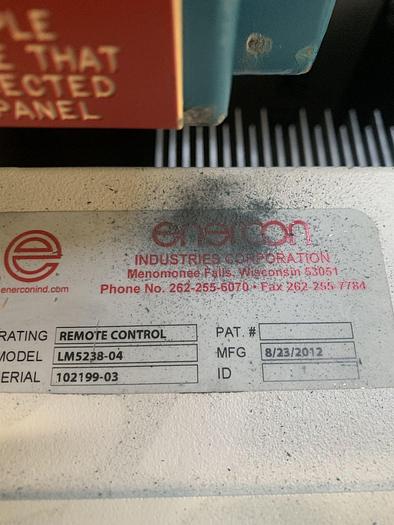 PLE
E THAT
ECTED
PANEL
enercon
INDUSTRIES CORPORATION
Menomonee Falls, Wisconsin 53051
Phone No. 262-255-6070 • Fax 262-255-7784
e
enerconind.com
RATING REMOTE CONTROL PAT. #
MODEL LM5238-04 MFG 8/23/2012
ERIAL 102199-03 ID